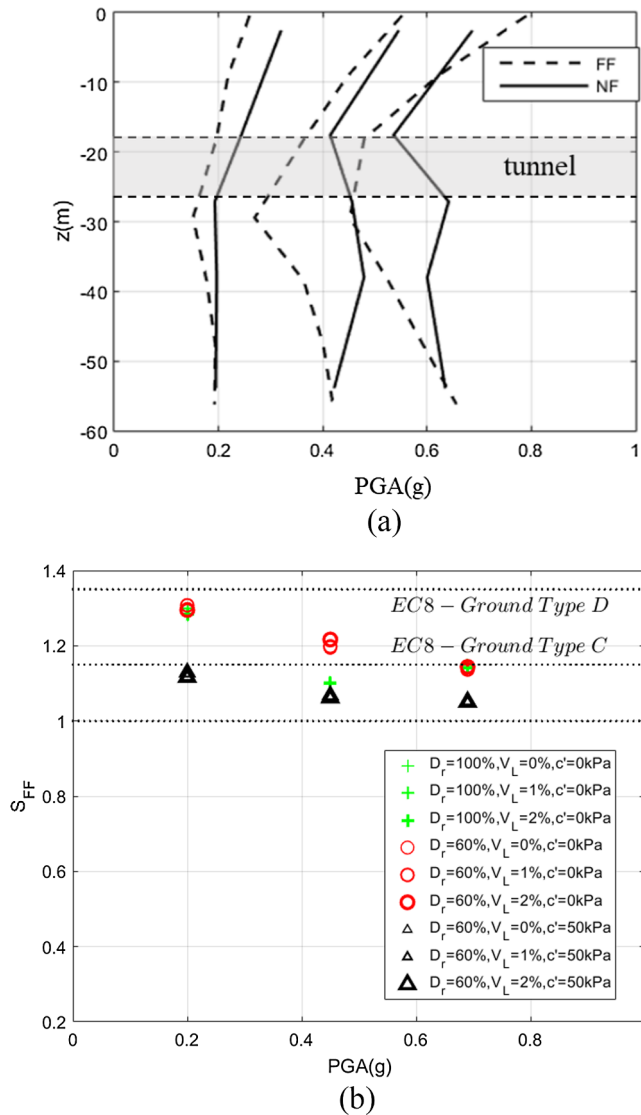 0
-10
-20
-30
-40
-50
-60
z(m)
FF
NF
tunnel
0 0.2 0.4 0.6 0.8 1
PGA(g)
(a)
1.4
1.2
1
0.8
0.6
0.4
0.2
S_FF
EC8 - Ground Type D
EC8 - Ground Type C
D_r=100%,V_L=0%,c'=0kPa
D_r=100%,V_L=1%,c'=0kPa
D_r=100%,V_L=2%,c'=0kPa
D_r=60%,V_L=0%,c'=0kPa
D_r=60%,V_L=1%,c'=0kPa
D_r=60%,V_L=2%,c'=0kPa
D_r=60%,V_L=0%,c'=50kPa
D_r=60%,V_L=1%,c'=50kPa
D_r=60%,V_L=2%,c'=50kPa
0 0.2 0.4 0.6 0.8
PGA(g)
(b)